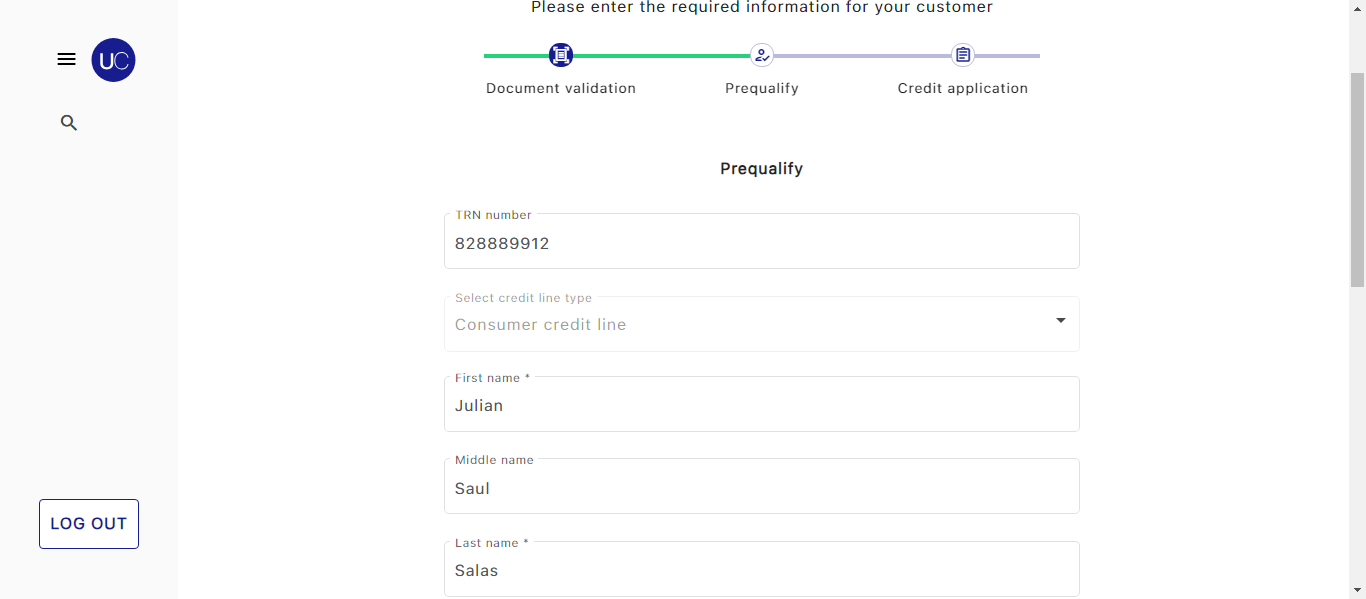 Please enter the required information for your customer
UC
Document validation
Prequalify
Credit application
Prequalify
TRN number
828889912
Select credit line type
Consumer credit line
First name *
Julian
Middle name
Saul
Last name *
Salas
LOG OUT